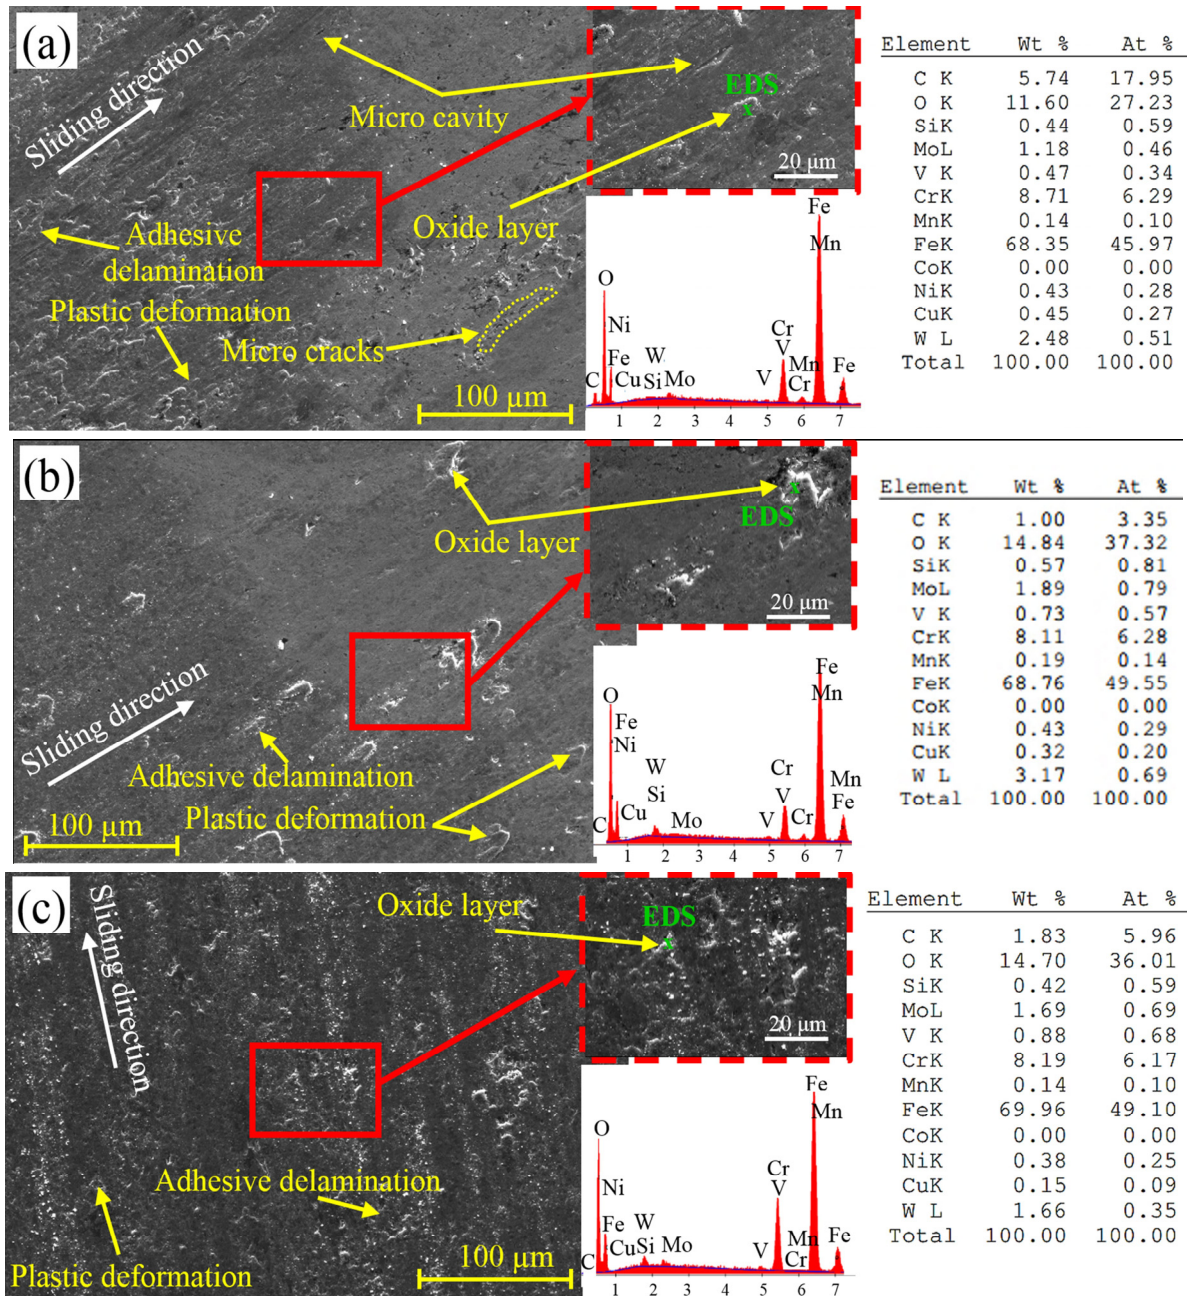 (a)
Sliding direction
Micro cavity
EDS
20 µm
Oxide layer
Adhesive
delamination
Plastic deformation
Micro cracks
100 µm
Fe
Mn
O
Ni
Cr
V
Fe
W
Mn
Fe
C
Cu
Si
Mo
V
Cr
1 2 3 4 5 6 7
Element Wt % At %
C K 5.74 17.95
O K 11.60 27.23
SiK 0.44 0.59
MoL 1.18 0.46
V K 0.47 0.34
CrK 8.71 6.29
MnK 0.14 0.10
FeK 68.35 45.97
CoK 0.00 0.00
NiK 0.43 0.28
CuK 0.45 0.27
W L 2.48 0.51
Total 100.00 100.00
(b)
EDS
Oxide layer
20 µm
Sliding direction
Adhesive delamination
Plastic deformation
100 µm
Fe
Mn
O
Fe
Ni
W
Cr
Mn
Si
V
Fe
C
Cu
Mo
V
Cr
1 2 3 4 5 6 7
Element Wt % At %
C K 1.00 3.35
O K 14.84 37.32
SiK 0.57 0.81
MoL 1.89 0.79
V K 0.73 0.57
CrK 8.11 6.28
MnK 0.19 0.14
FeK 68.76 49.55
CoK 0.00 0.00
NiK 0.43 0.29
CuK 0.32 0.20
W L 3.17 0.69
Total 100.00 100.00
(c)
Sliding direction
Oxide layer
EDS
20 µm
Adhesive delamination
Plastic deformation
100 µm
Fe
Mn
O
Cr
Ni
V
Fe
W
Mn
Fe
C
Cu
Si
Mo
V
Cr
1 2 3 4 5 6 7
Element Wt % At %
C K 1.83 5.96
O K 14.70 36.01
SiK 0.42 0.59
MoL 1.69 0.69
V K 0.88 0.68
CrK 8.19 6.17
MnK 0.14 0.10
FeK 69.96 49.10
CoK 0.00 0.00
NiK 0.38 0.25
CuK 0.15 0.09
W L 1.66 0.35
Total 100.00 100.00